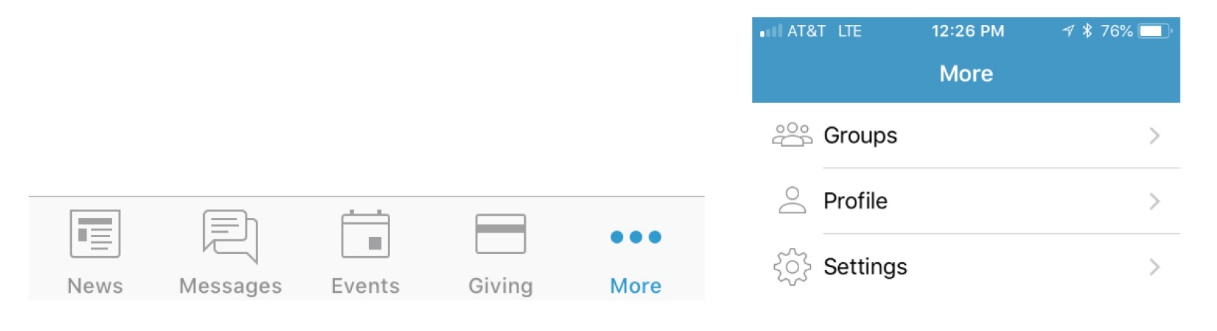 News Messages Events Giving More
AT&T LTE 12:26 PM 76%
More
Groups
Profile
Settings